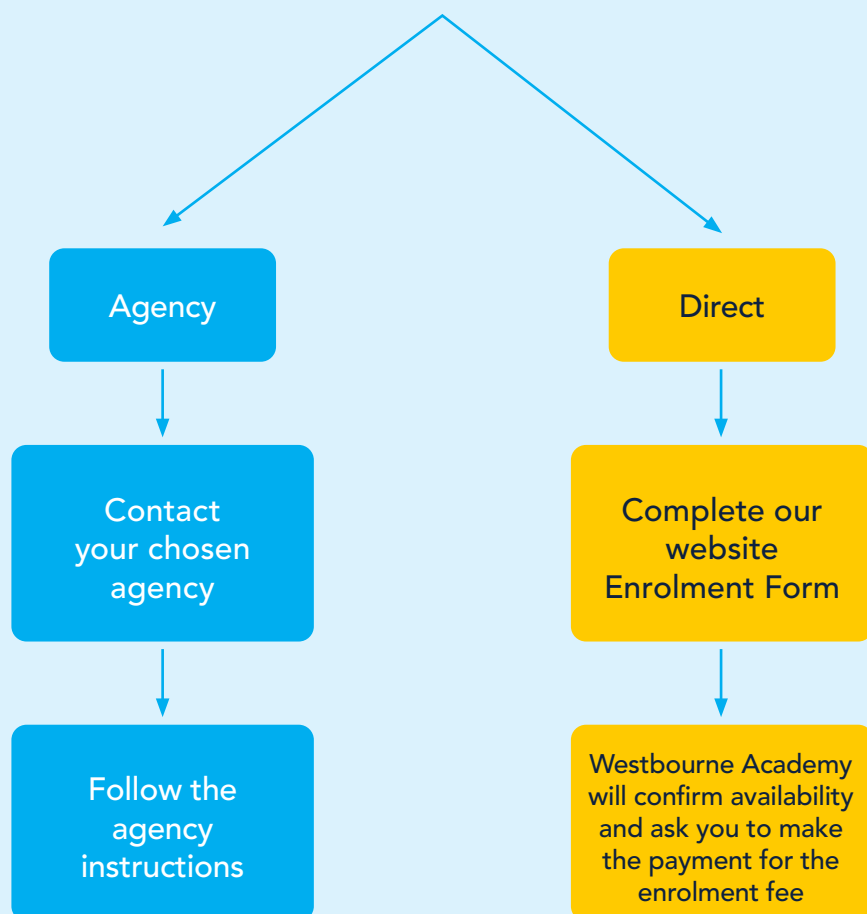 Agency
Direct
Contact
your chosen
agency
Complete our
website
Enrolment Form
Follow the
agency
instructions
Westbourne Academy
will confirm availability
and ask you to make
the payment for the
enrolment fee